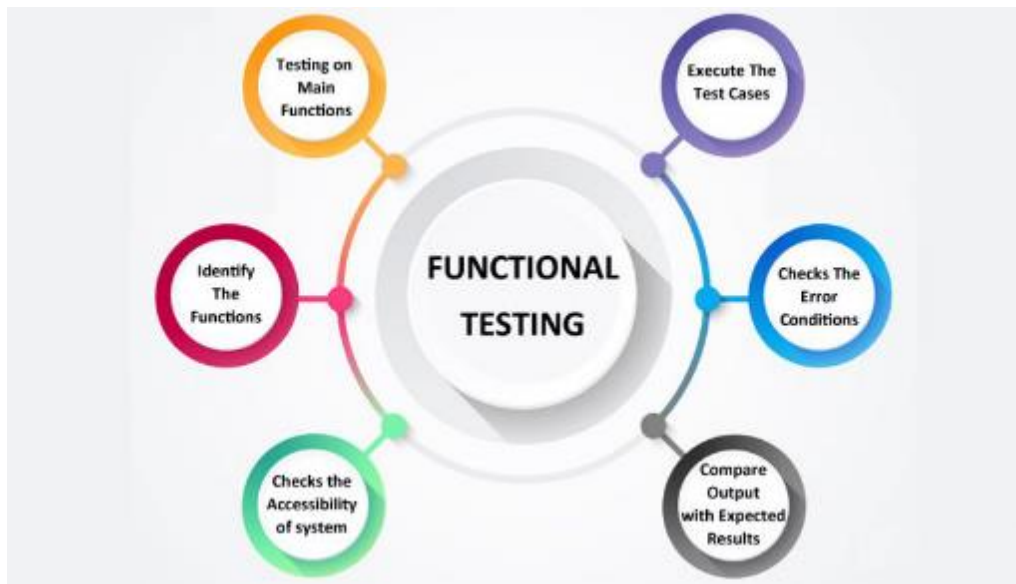 Testing on
Main
Functions
Identify
The
Functions
Checks the
Accessibility
of system
FUNCTIONAL
TESTING
Execute The
Test Cases
Checks The
Error
Conditions
Compare
Output
with Expected
Results